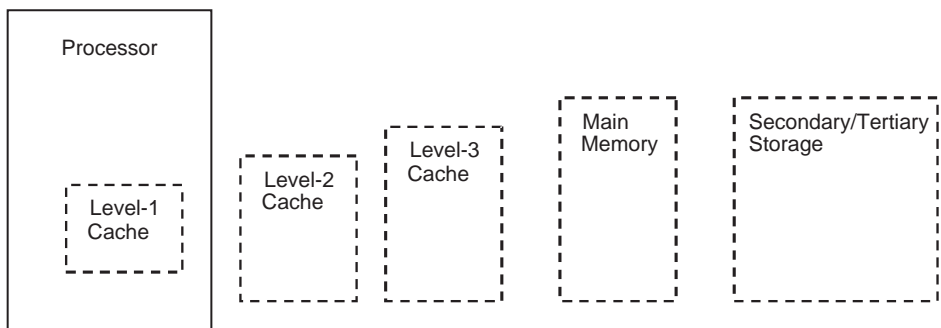 Processor
Level-1
Cache
Level-2
Cache
Level-3
Cache
Main
Memory
Secondary/Tertiary
Storage